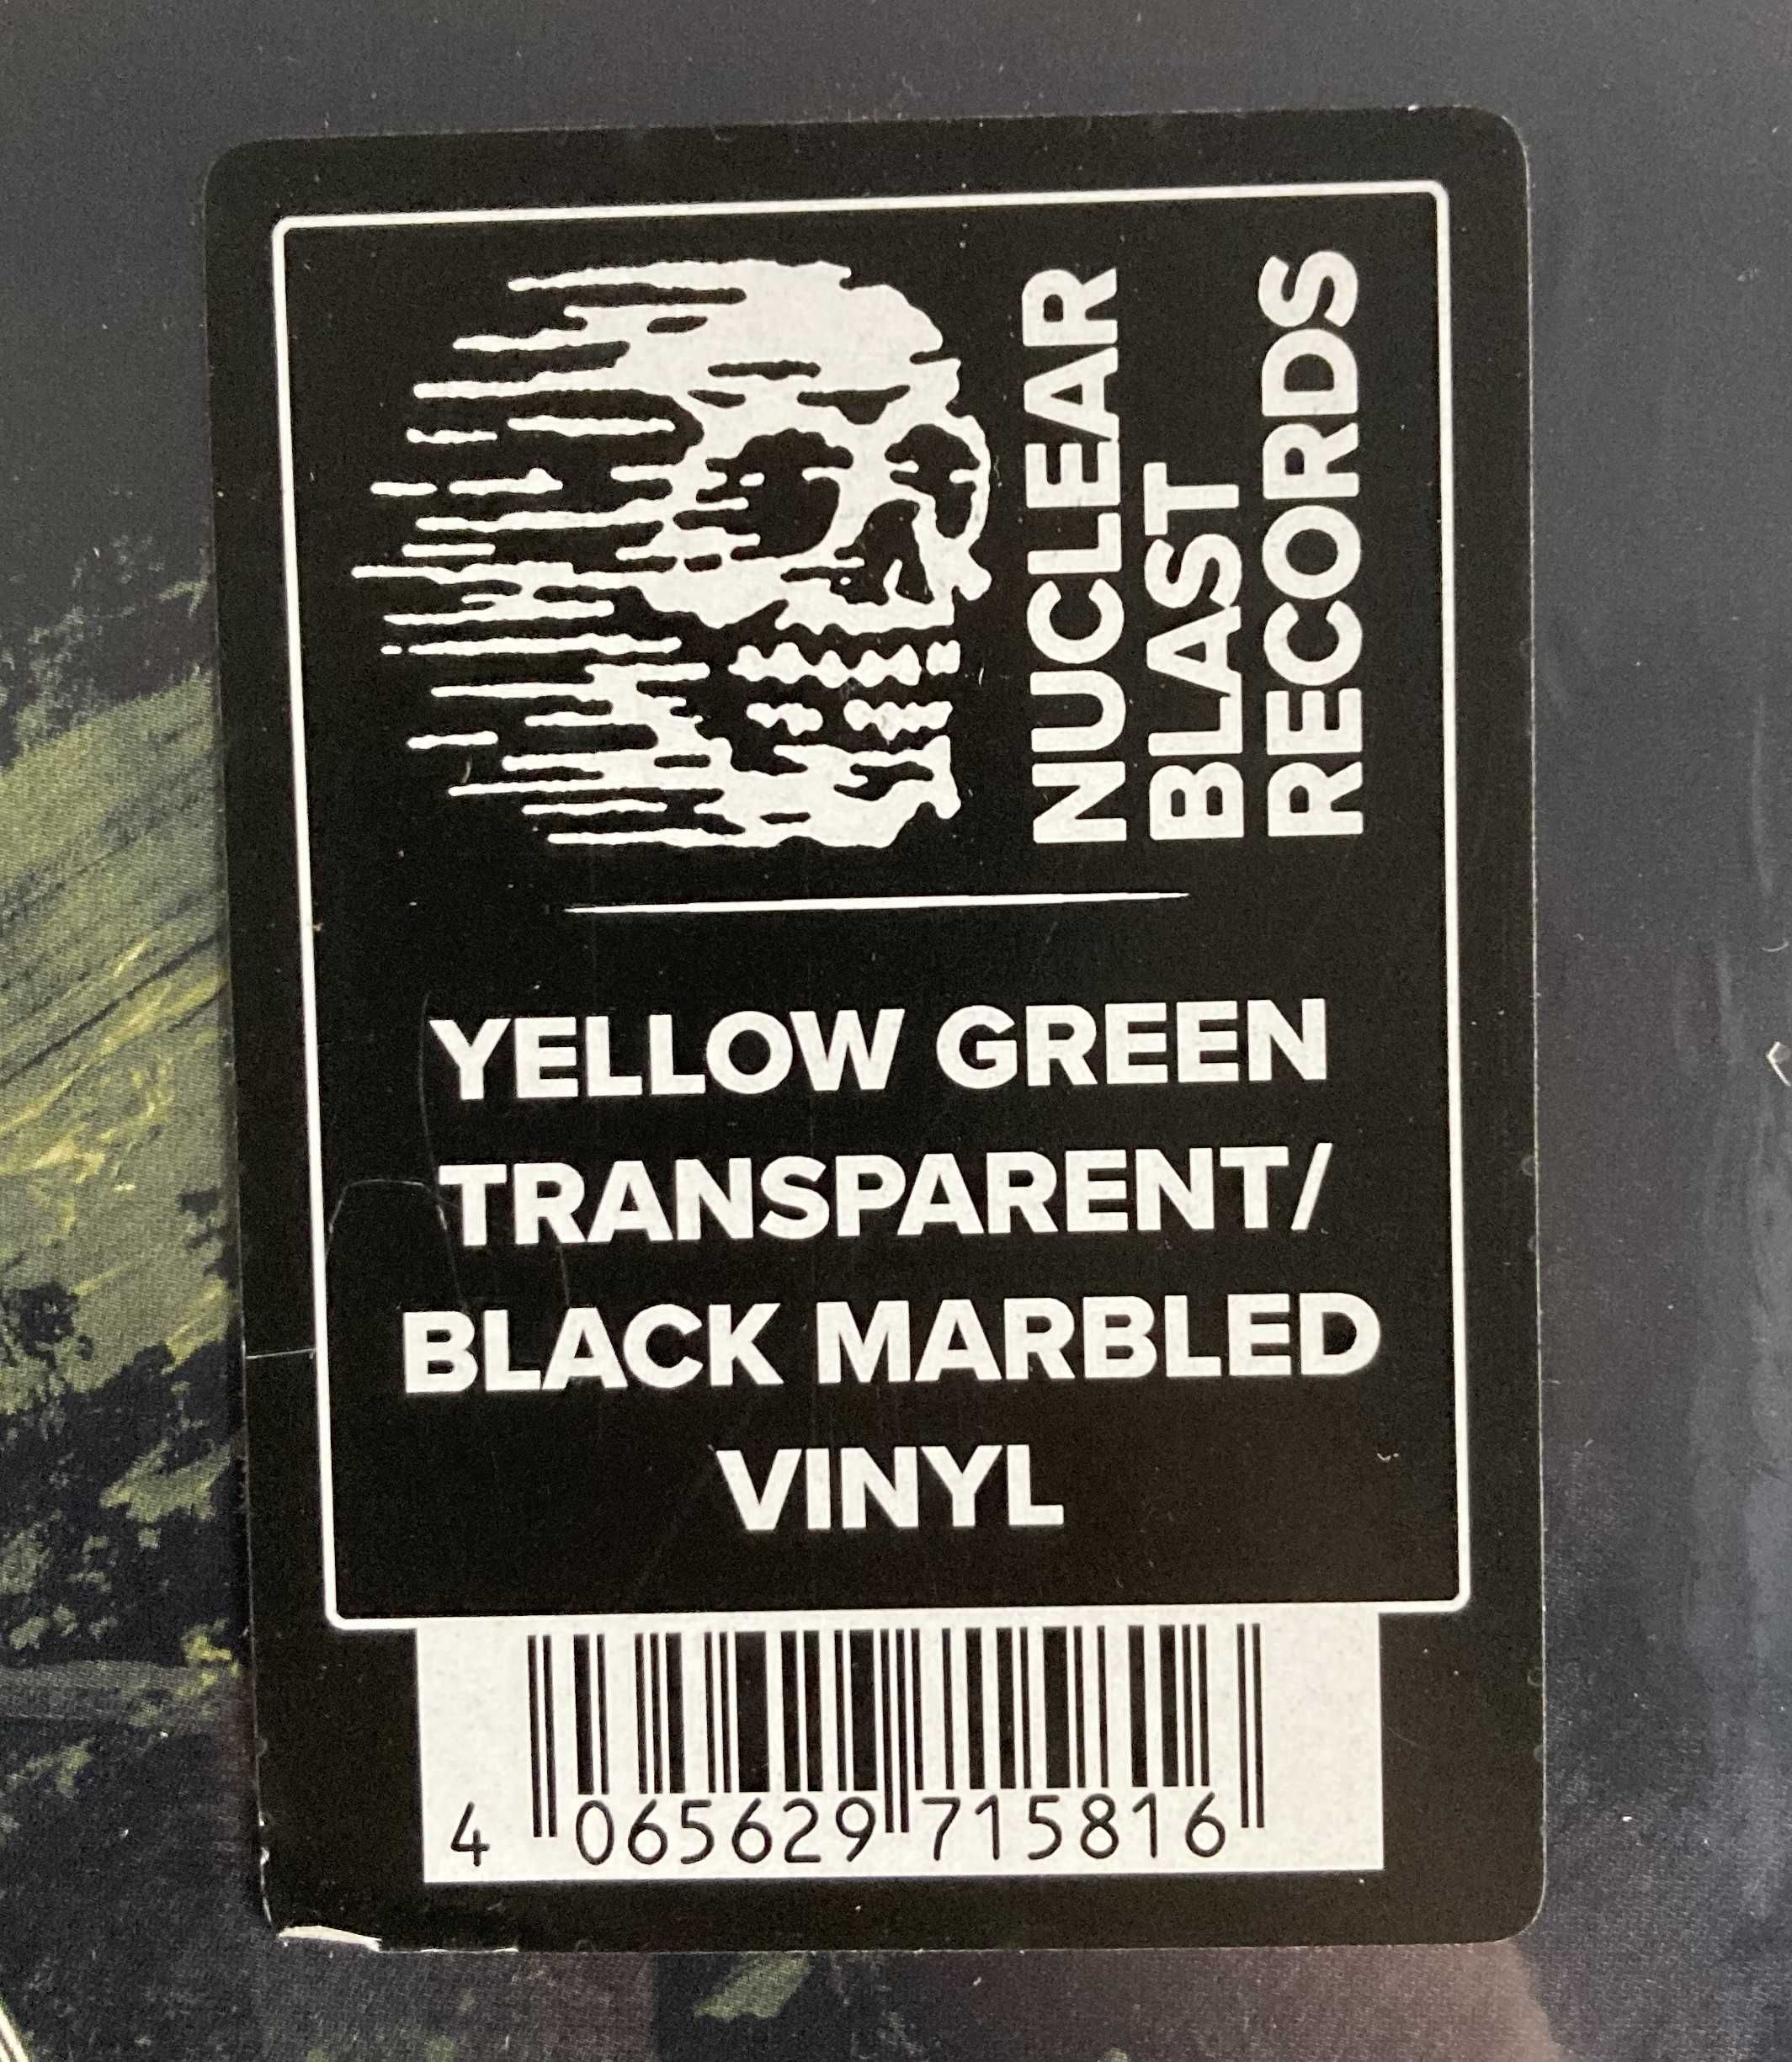 NUCLEAR
BLAST
RECORDS
YELLOW GREEN
TRANSPARENT/
BLACK MARBLED
VINYL
4 065629 715816